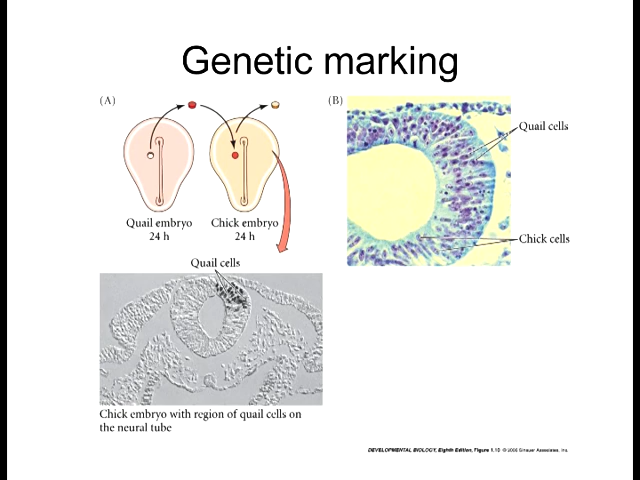 Genetic marking
(A)
Quail embryo
24 h
Chick embryo
24 h
Quail cells
Chick embryo with region of quail cells on
the neural tube
(B)
Quail cells
Chick cells
DEVELOPMENTAL BIOLOGY, Eighth Edition, Figure 1.10 © 2006 Sinauer Associates, Inc.